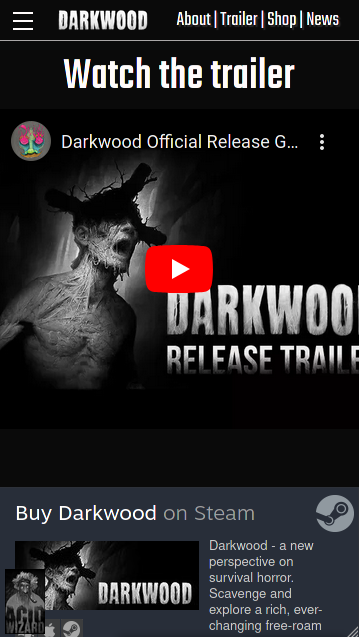 DARKWOOD
About | Trailer | Shop | News
Watch the trailer
Darkwood Official Release G...
DARKWOOD
RELEASE TRAILE
Buy Darkwood on Steam
DARKWOOD
Darkwood - a new
perspective on
survival horror.
Scavenge and
explore a rich, ever-
changing free-roam
ACID
WIZARD